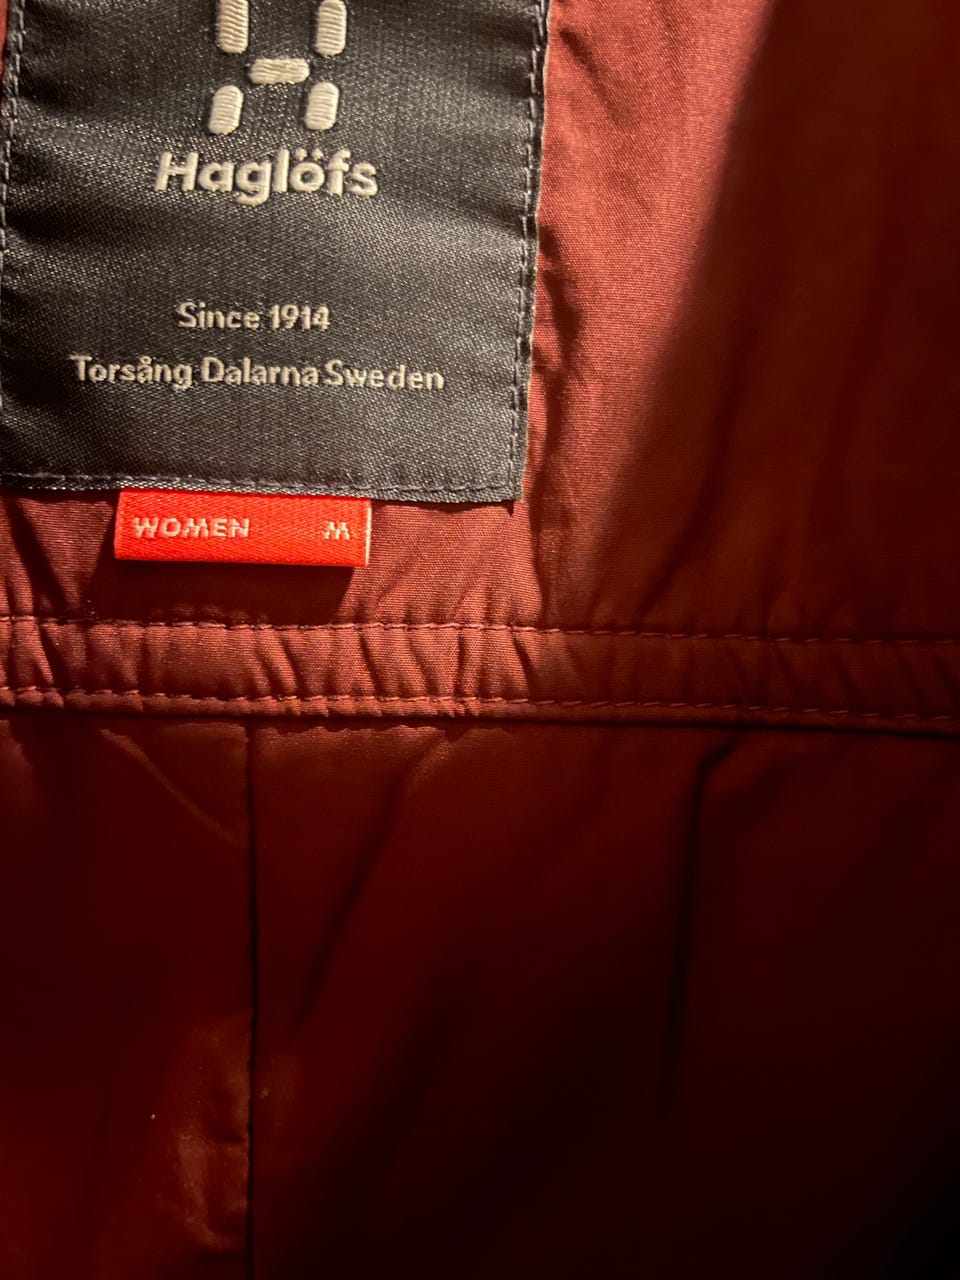 Haglöfs
Since 1914
Torsång Dalarna Sweden
WOMEN M